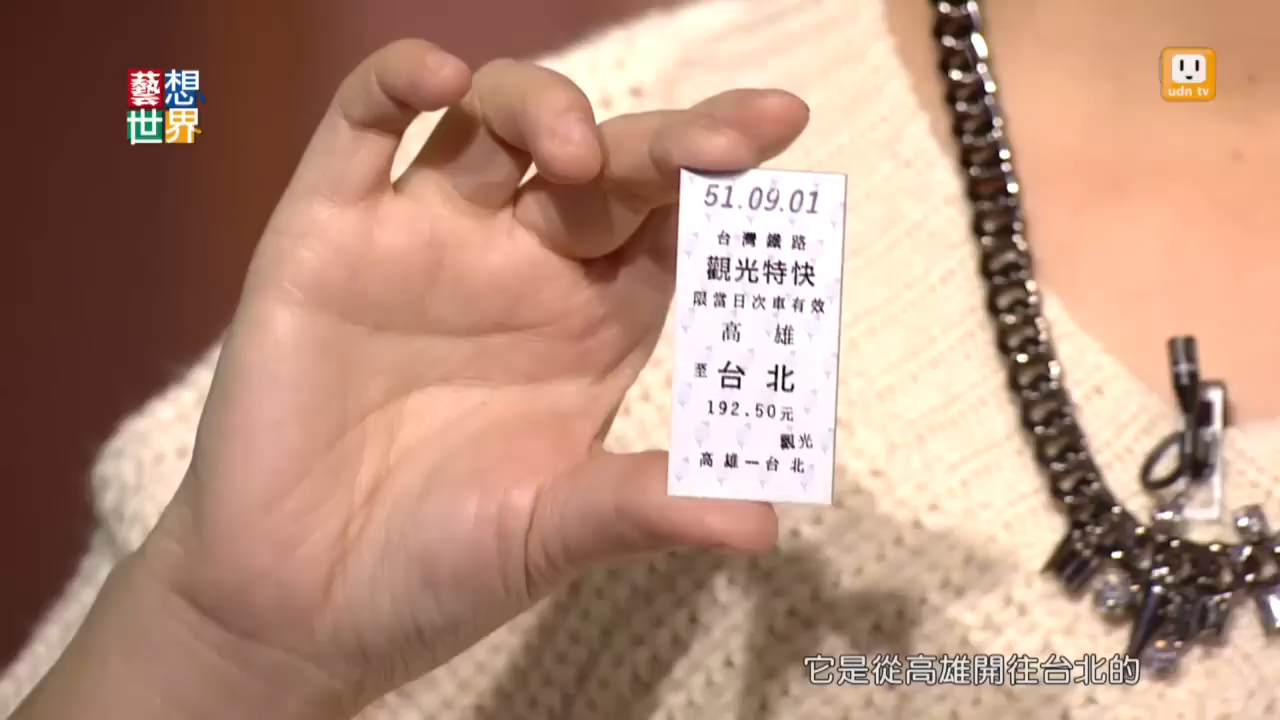 藝想
世界
udn tv
51.09.01
台灣鐵路
觀光特快
限當日次車有效
高雄
至台北
192.50元
觀光
高雄－台北
它是從高雄開往台北的